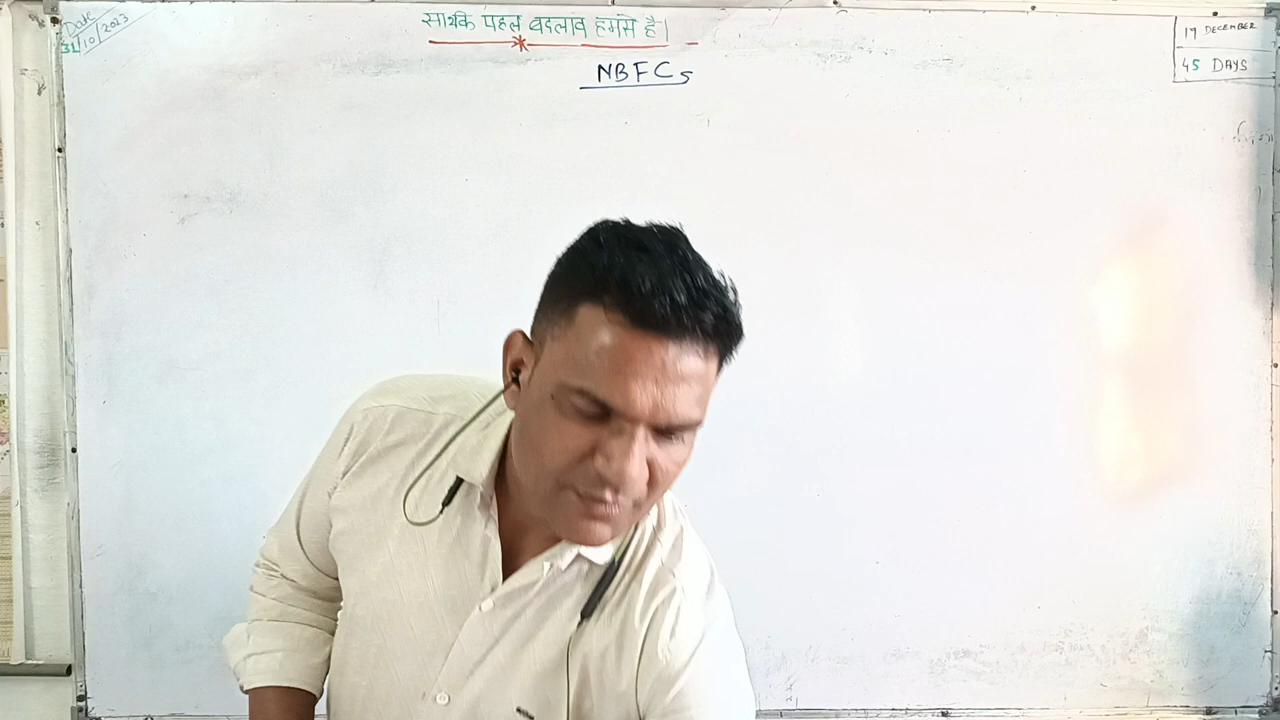 Date
31/10/2023
सार्थक पहल बदलाव हमसे है।
NBFCs
17 DECEMBER
45 DAYS